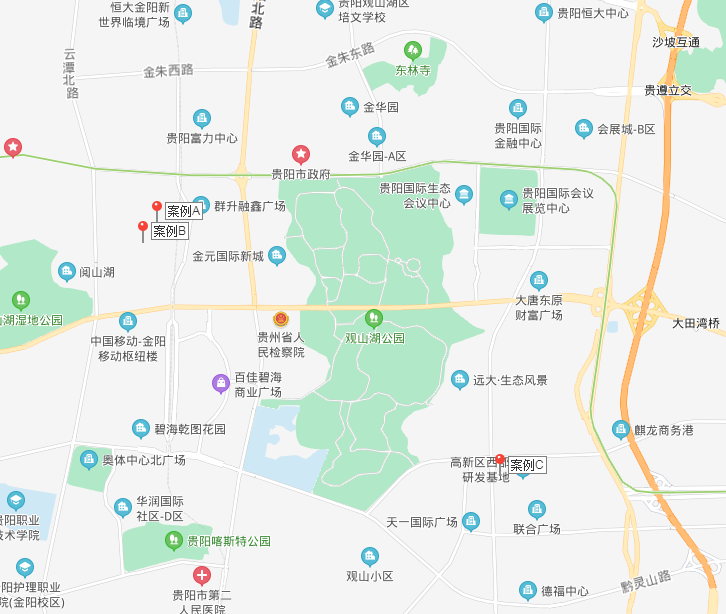 恒大金阳新
世界临境广场
北
路
贵阳观山湖区
培文学校
贵阳恒大中心
沙坡互通
云
潭
北
路
金朱西路
金朱东路
东林寺
贵遵立交
金华园
贵阳富力中心
贵阳国际
金融中心
会展城-B区
金华园-A区
贵阳市政府
贵阳国际生态
会议中心
贵阳国际会议
展览中心
案例A
群升融鑫广场
案例B
金元国际新城
阅山湖
大唐东原
财富广场
湖湿地公园
中国移动-金阳
移动枢纽楼
贵州省人
民检察院
观山湖公园
大田湾桥
百佳碧海
商业广场
远大·生态风景
碧海乾图花园
麒龙商务港
奥体中心北广场
高新区西部
研发基地
案例C
华润国际
社区-D区
贵阳职业
技术学院
天一国际广场
联合广场
贵阳喀斯特公园
观山小区
黔灵山路
阳护理职业
院(金阳校区)
贵阳市第二
人民医院
德福中心